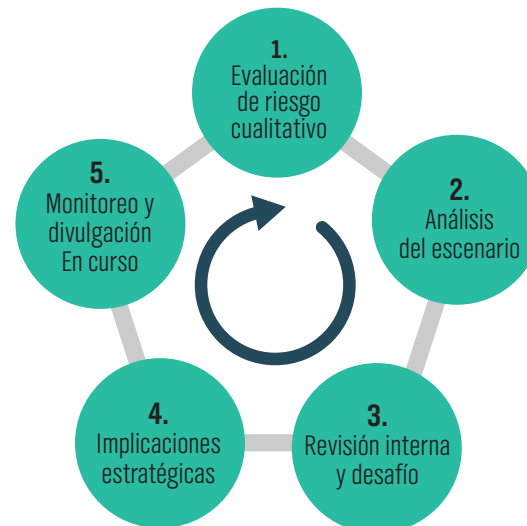 1.
Evaluación
de riesgo
cualitativo
2.
Análisis
del escenario
3.
Revisión interna
y desafío
4.
Implicaciones
estratégicas
5.
Monitoreo y
divulgación
En curso